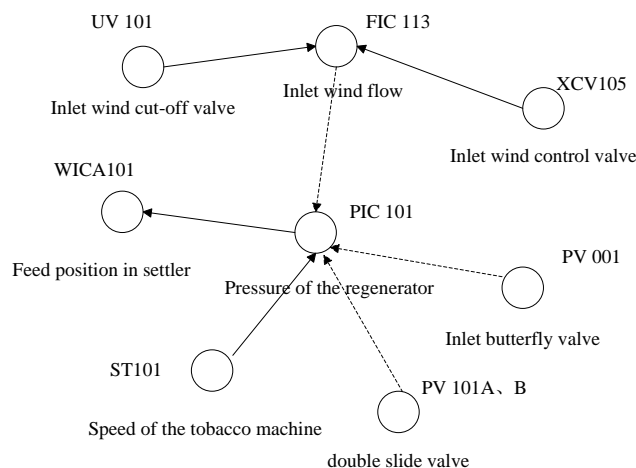 UV 101
FIC 113
Inlet wind flow
XCV105
Inlet wind cut-off valve
Inlet wind control valve
WICA101
PIC 101
PV 001
Feed position in settler
Pressure of the regenerator
Inlet butterfly valve
ST101
PV 101A、B
Speed of the tobacco machine
double slide valve